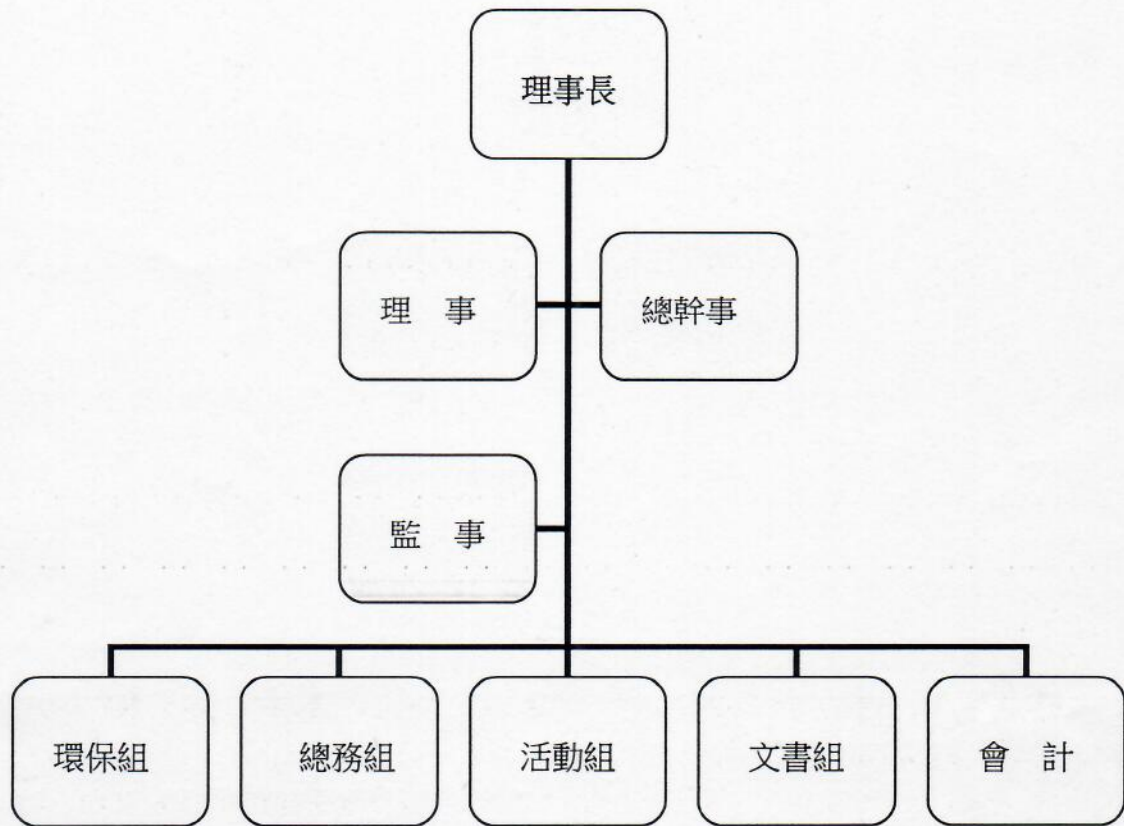 理事長
理　事
總幹事
監　事
環保組
總務組
活動組
文書組
會　計